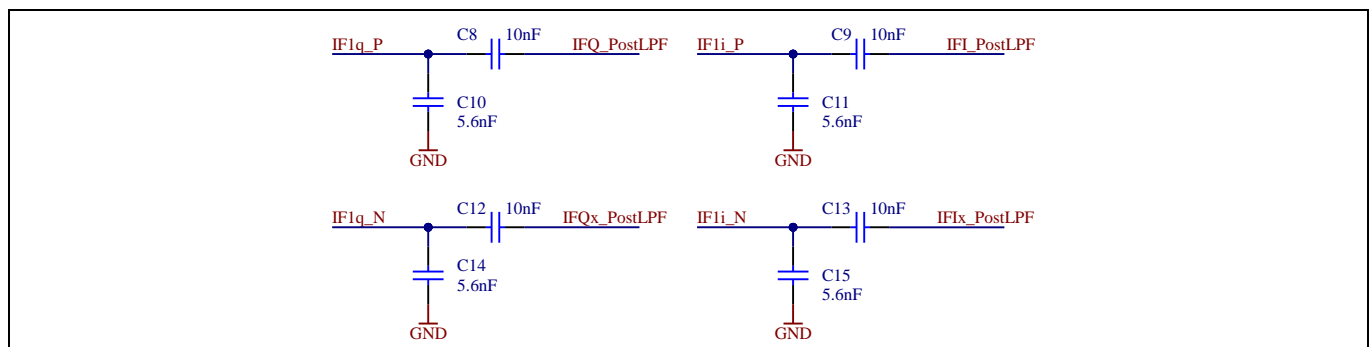 IF1q_P
C8
10nF
IFQ_PostLPF
C10
5.6nF
GND
IF1i_P
C9
10nF
IFI_PostLPF
C11
5.6nF
GND
IF1q_N
C12
10nF
IFQx_PostLPF
C14
5.6nF
GND
IF1i_N
C13
10nF
IFIx_PostLPF
C15
5.6nF
GND